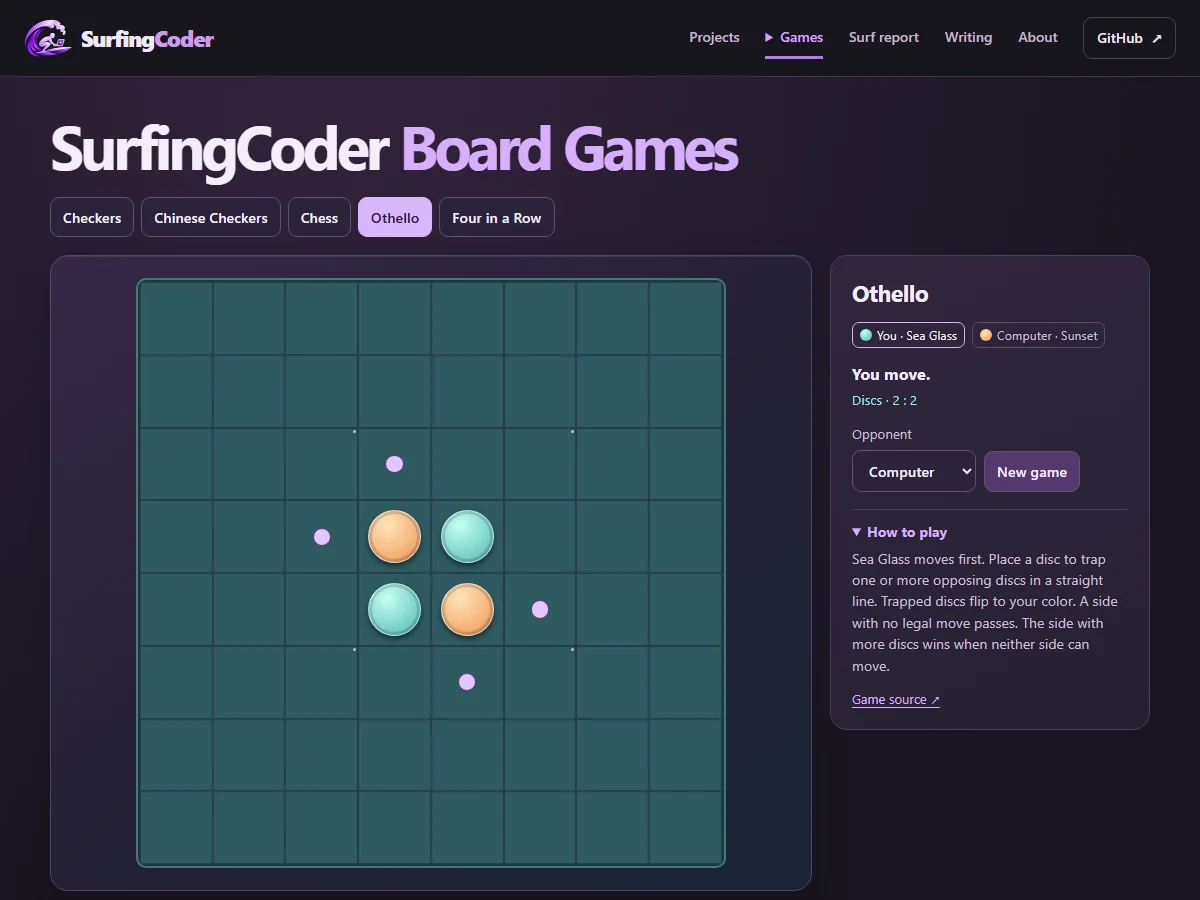 SurfingCoder
Projects
▶ Games
Surf report
Writing
About
GitHub ↗
SurfingCoder Board Games
Checkers
Chinese Checkers
Chess
Othello
Four in a Row
Othello
You · Sea Glass
Computer · Sunset
You move.
Discs · 2 : 2
Opponent
Computer
New game
▼ How to play
Sea Glass moves first. Place a disc to trap
one or more opposing discs in a straight
line. Trapped discs flip to your color. A side
with no legal move passes. The side with
more discs wins when neither side can
move.
Game source ↗